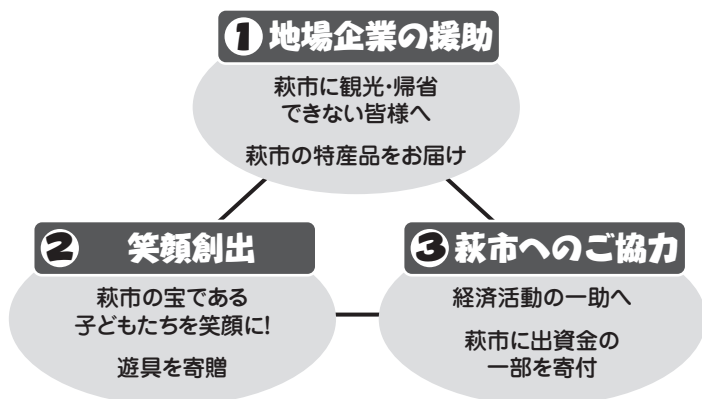 ❶地場企業の援助
萩市に観光・帰省
できない皆様へ
萩市の特産品をお届け
❷ 笑顔創出
萩市の宝である
子どもたちを笑顔に!
遊具を寄贈
❸萩市へのご協力
経済活動の一助へ
萩市に出資金の
一部を寄付